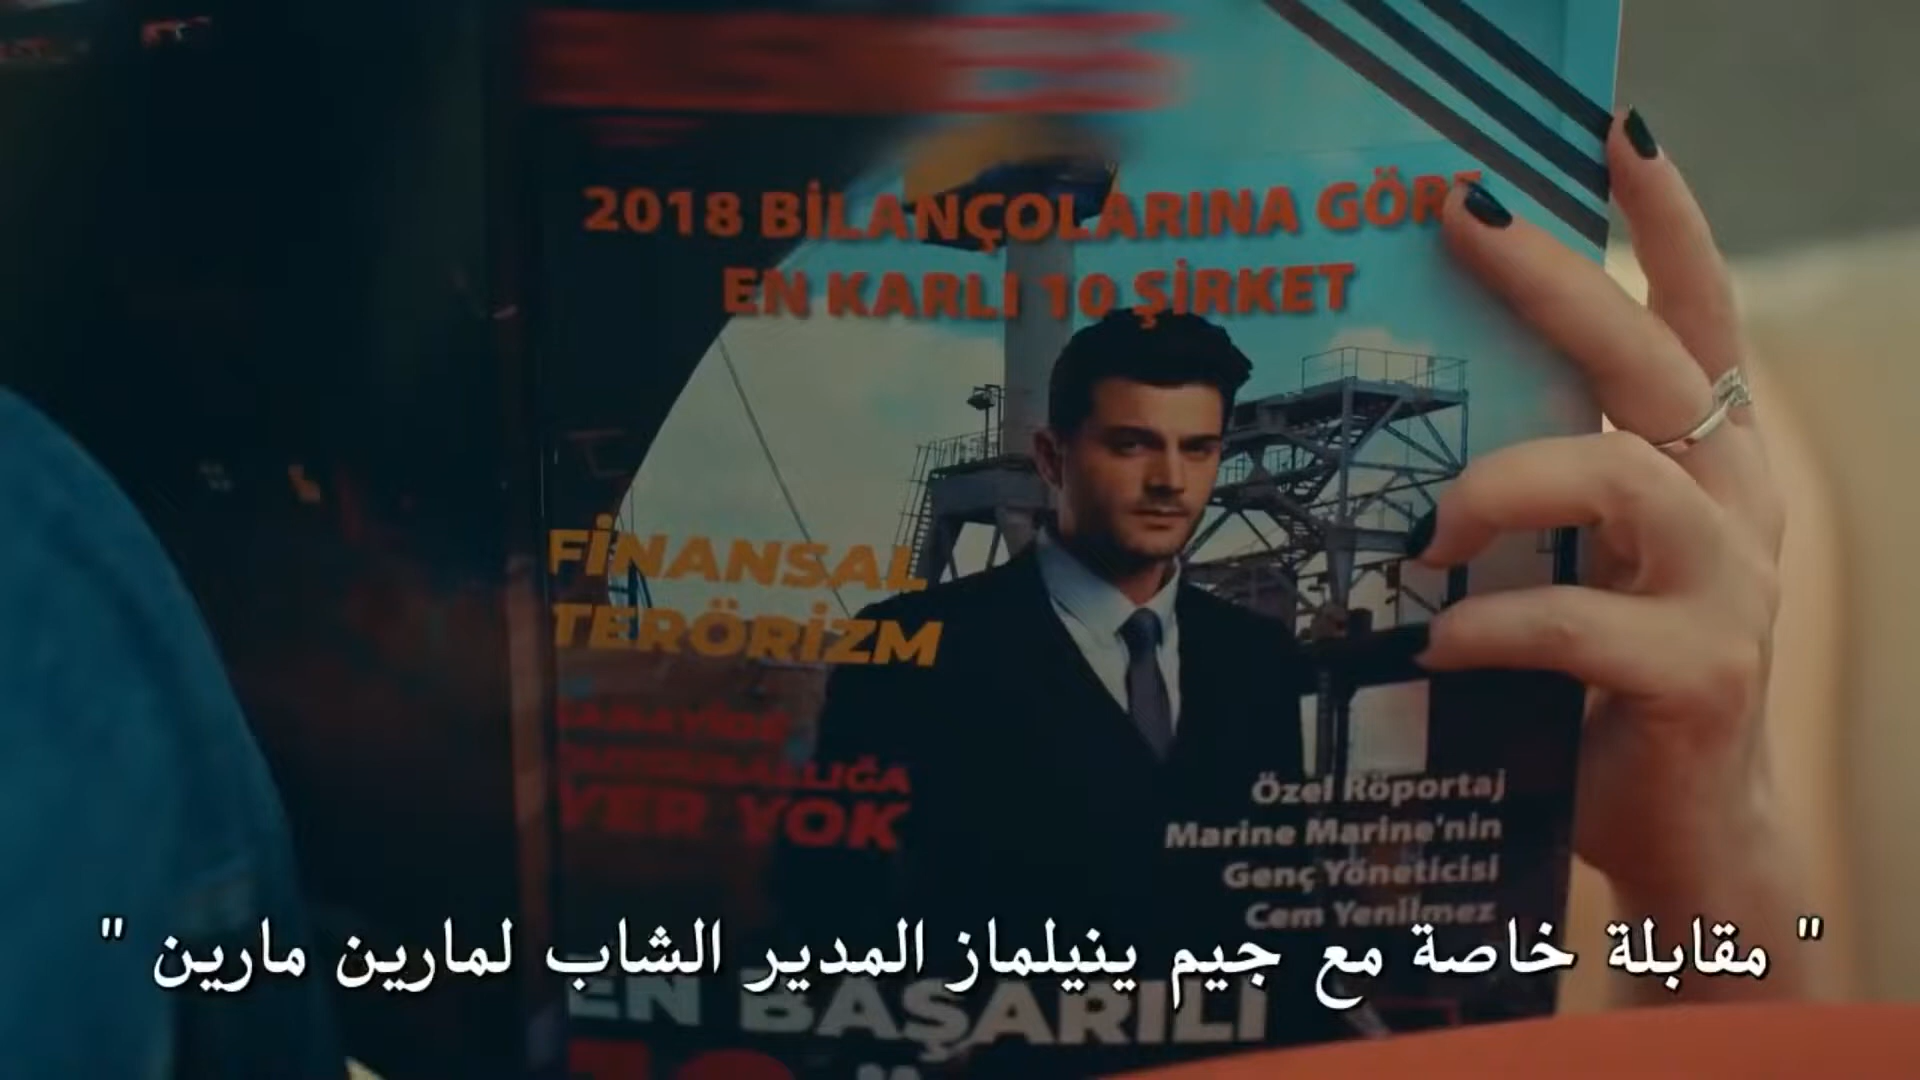 2018 BİLANÇOLARINA GÖRE
EN KARLI 10 ŞİRKET
FİNANSAL
TERÖRİZM
YER YOK
Özel Röportaj
Marine Marine'nin
Genç Yöneticisi
Cem Yenilmez
" مقابلة خاصة مع جيم ينيلماز المدير الشاب لمارين مارين "
EN BAŞARILI